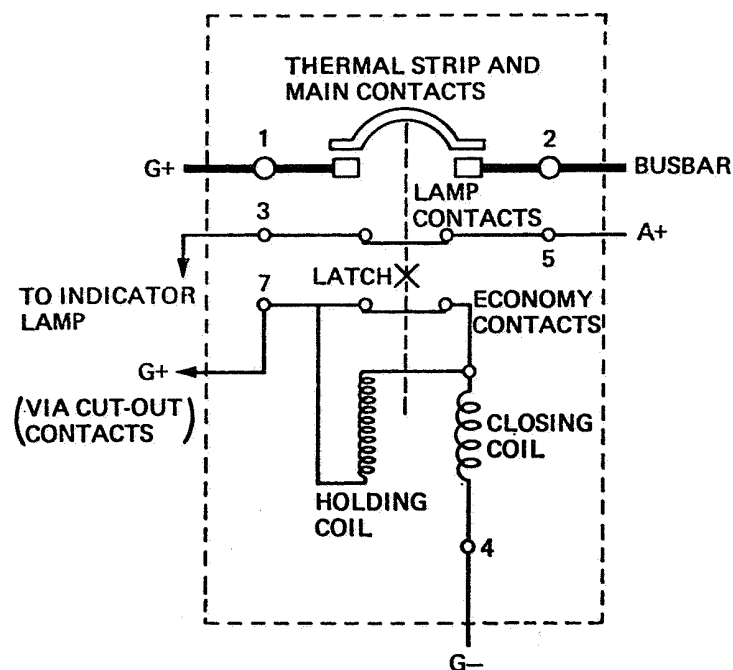 THERMAL STRIP AND
MAIN CONTACTS
1
2
G+
BUSBAR
LAMP
CONTACTS
3
A+
5
LATCH
7
TO INDICATOR
LAMP
ECONOMY
CONTACTS
G+
(VIA CUT-OUT
CONTACTS)
CLOSING
COIL
HOLDING
COIL
4
G–